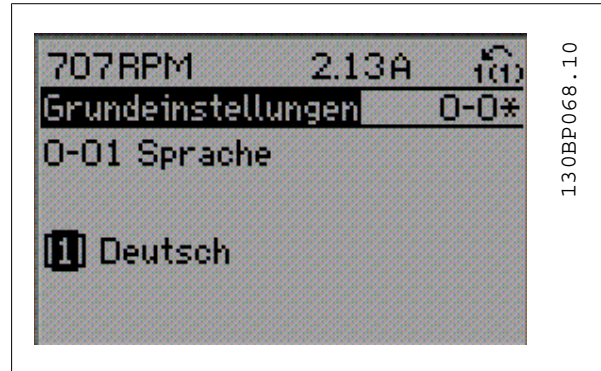 707RPM 2.13A 1(1)
Grundeinstellungen 0-0*
0-01 Sprache
[1] Deutsch
130BP068.10